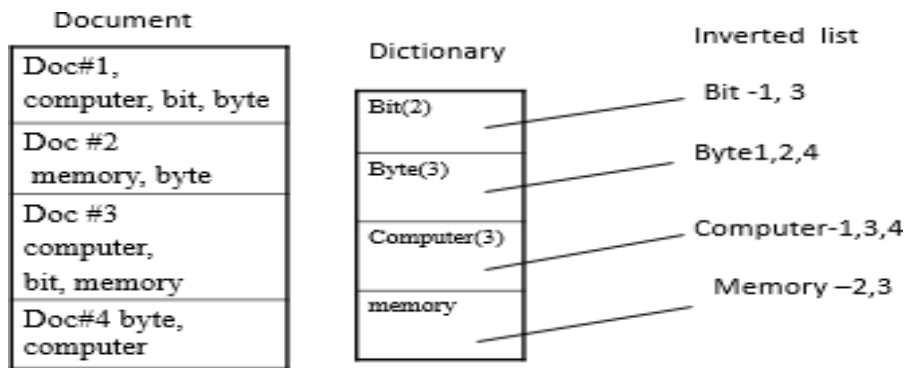 Document
Doc#1,
computer, bit, byte
Doc #2
memory, byte
Doc #3
computer,
bit, memory
Doc#4 byte,
computer
Dictionary
Bit(2)
Byte(3)
Computer(3)
memory
Inverted list
Bit -1, 3
Byte1,2,4
Computer-1,3,4
Memory –2,3